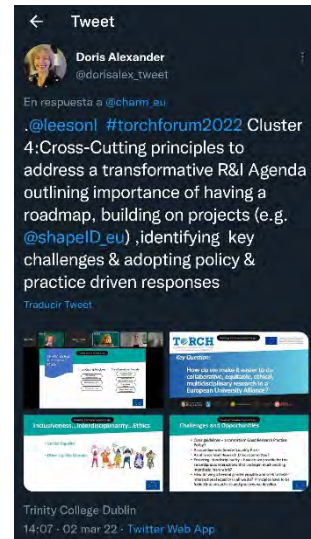 Tweet
Doris Alexander
@dorisalex_tweet
En respuesta a @charm_eu
.@leesonl #torchforum2022 Cluster
4:Cross-Cutting principles to
address a transformative R&I Agenda
outlining importance of having a
roadmap, building on projects (e.g.
@shapeID_eu) ,identifying key
challenges & adopting policy &
practice driven responses
Traducir Tweet
TORCH
Key Question:
How do we make it easier to do
collaborative, equitable, ethical,
multidisciplinary research in a
European University Alliance?
Inclusiveness...Interdisciplinarity...Ethics
Challenges and Opportunities
Trinity College Dublin
14:07 · 02 mar 22 · Twitter Web App